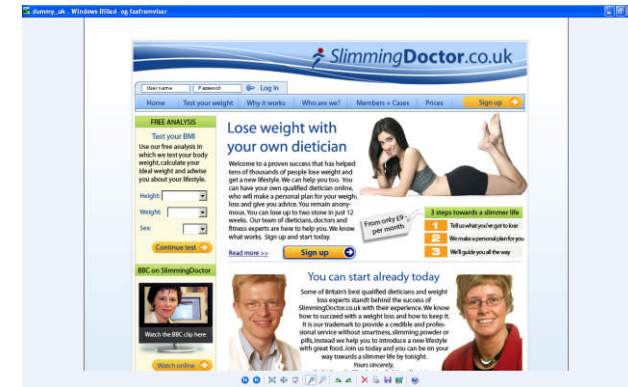 dummy_uk - Windows Billed- og faxfremviser
SlimmingDoctor.co.uk
Username Password Log In
Home Test your weight Why it works Who are we? Members + Cases Prices Sign up
FREE ANALYSIS
Test your BMI
Use our free analysis in
which we test your body
weight, calculate your
ideal weight and advise
you about your lifestyle.
Height:
Weight:
Sex:
Continue test
BBC on SlimmingDoctor
Watch the BBC clip here
Watch online
Lose weight with
your own dietician
Welcome to a proven success that has helped
tens of thousands of people lose weight and
get a new lifestyle. We can help you too. You
can have your own qualified dietician online,
who will make a personal plan for your weight
loss and give you advice. You remain anony-
mous. You can lose up to two stone in just 12
weeks. Our team of dieticians, doctors and
fitness experts are here to help you. We know
what works. Sign up and start today.
Read more >> Sign up
From only £9 -
per month
3 steps towards a slimmer life
1 Tell us what you've got to lose
2 We make a personal plan for you
3 We'll guide you all the way
You can start already today
Some of Britain's best qualified dieticians and weight
loss experts standt behind the success of
SlimmingDoctor.co.uk with their experience. We know
how to succeed with a weight loss and how to keep it.
It is our trademark to provide a credible and profes-
sional service without smartness, slimming powder or
pills, instead we help you to introduce a new lifestyle
with great food. Join us today and you can be on your
way towards a slimmer life by tonight.
Yours sincerely,